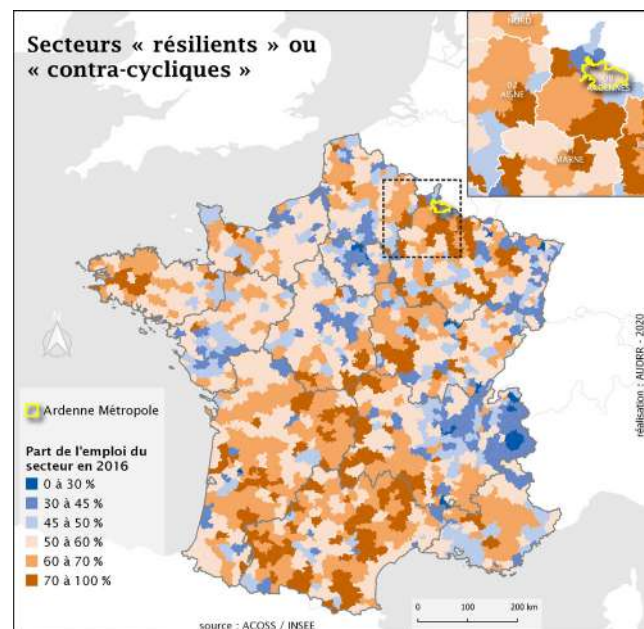 Secteurs « résilients » ou
« contra-cycliques »
NORD
02
AISNE
ARDENNES
MARNE
réalisation : AUDRR - 2020
Ardenne Métropole
Part de l'emploi du
secteur en 2016
0 à 30 %
30 à 45 %
45 à 50 %
50 à 60 %
60 à 70 %
70 à 100 %
0
100
200 km
source : ACOSS / INSEE